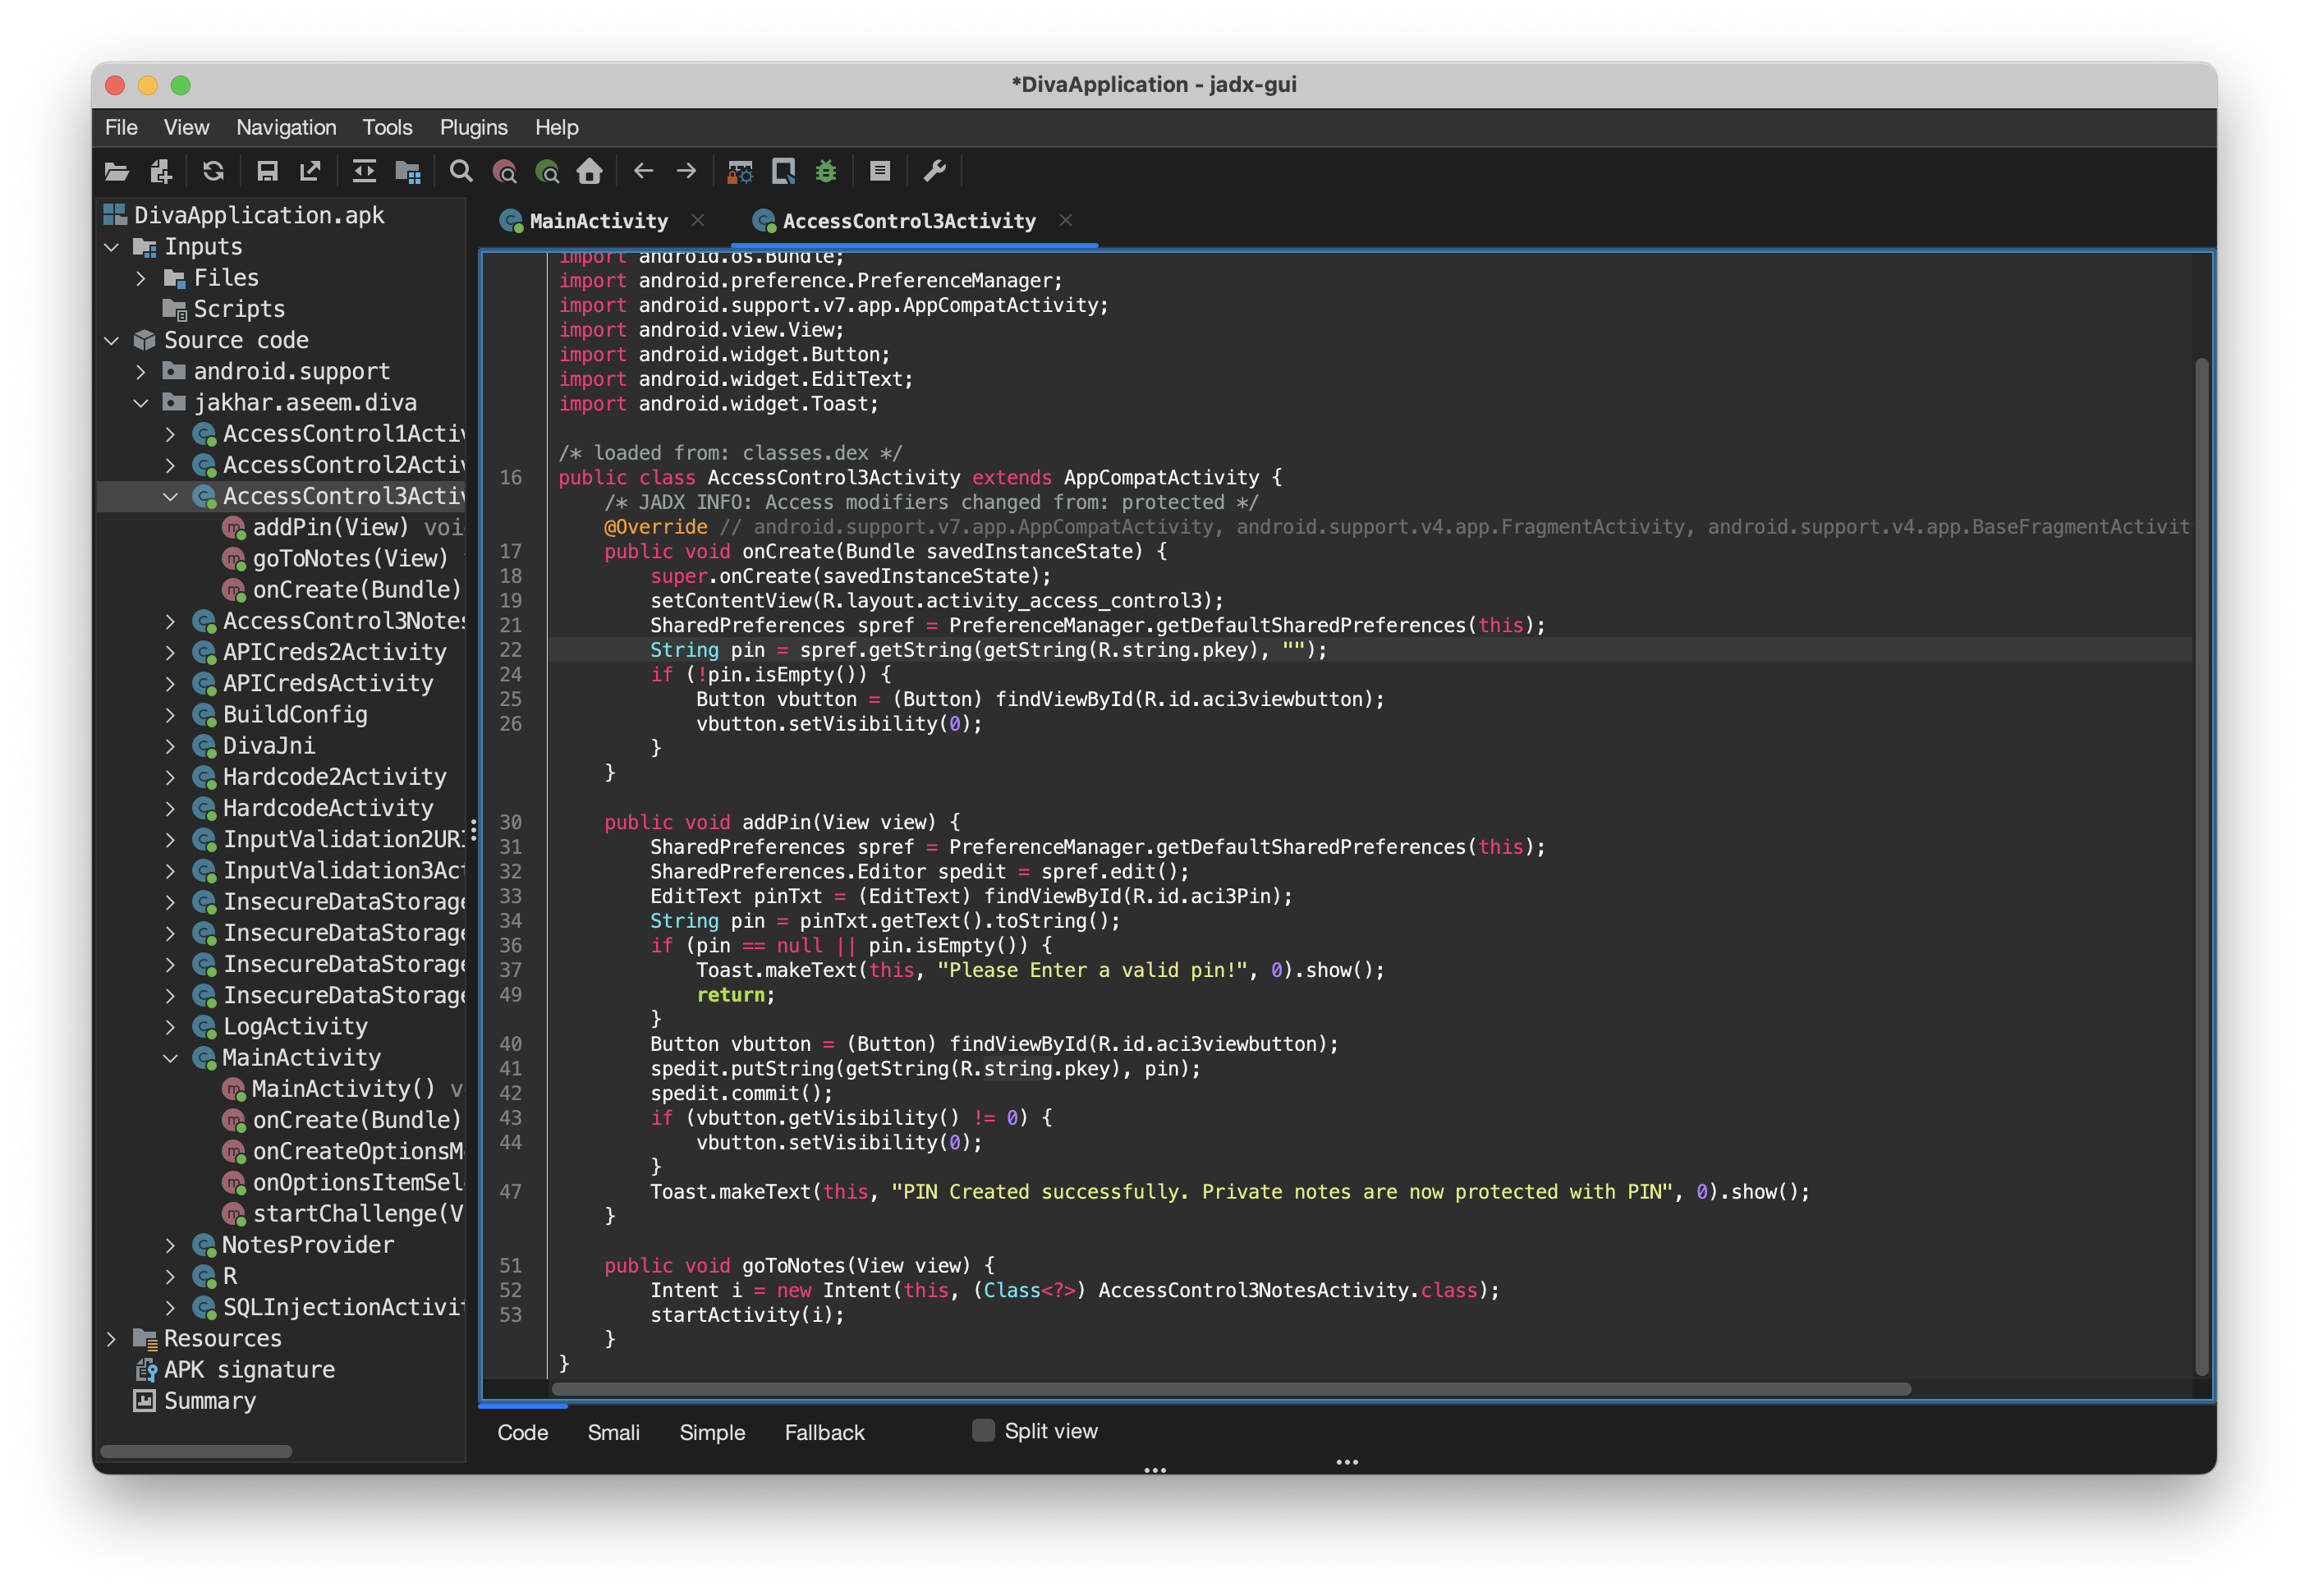 *DivaApplication - jadx-gui
File View Navigation Tools Plugins Help
DivaApplication.apk
Inputs
Files
Scripts
Source code
android.support
jakhar.aseem.diva
AccessControl1Activ
AccessControl2Activ
AccessControl3Activ
addPin(View) voi
goToNotes(View)
onCreate(Bundle)
AccessControl3Notes
APICreds2Activity
APICredsActivity
BuildConfig
DivaJni
Hardcode2Activity
HardcodeActivity
InputValidation2URI
InputValidation3Act
InsecureDataStorage
InsecureDataStorage
InsecureDataStorage
InsecureDataStorage
LogActivity
MainActivity
MainActivity() v
onCreate(Bundle)
onCreateOptionsM
onOptionsItemSel
startChallenge(V
NotesProvider
R
SQLInjectionActivit
Resources
APK signature
Summary
MainActivity AccessControl3Activity
import android.os.Bundle;
import android.preference.PreferenceManager;
import android.support.v7.app.AppCompatActivity;
import android.view.View;
import android.widget.Button;
import android.widget.EditText;
import android.widget.Toast;
/* loaded from: classes.dex */
16 public class AccessControl3Activity extends AppCompatActivity {
/* JADX INFO: Access modifiers changed from: protected */
@Override // android.support.v7.app.AppCompatActivity, android.support.v4.app.FragmentActivity, android.support.v4.app.BaseFragmentActivit
17 public void onCreate(Bundle savedInstanceState) {
18 super.onCreate(savedInstanceState);
19 setContentView(R.layout.activity_access_control3);
21 SharedPreferences spref = PreferenceManager.getDefaultSharedPreferences(this);
22 String pin = spref.getString(getString(R.string.pkey), "");
24 if (!pin.isEmpty()) {
25 Button vbutton = (Button) findViewById(R.id.aci3viewbutton);
26 vbutton.setVisibility(0);
}
}
30 public void addPin(View view) {
31 SharedPreferences spref = PreferenceManager.getDefaultSharedPreferences(this);
32 SharedPreferences.Editor spedit = spref.edit();
33 EditText pinTxt = (EditText) findViewById(R.id.aci3Pin);
34 String pin = pinTxt.getText().toString();
36 if (pin == null || pin.isEmpty()) {
37 Toast.makeText(this, "Please Enter a valid pin!", 0).show();
49 return;
}
40 Button vbutton = (Button) findViewById(R.id.aci3viewbutton);
41 spedit.putString(getString(R.string.pkey), pin);
42 spedit.commit();
43 if (vbutton.getVisibility() != 0) {
44 vbutton.setVisibility(0);
}
47 Toast.makeText(this, "PIN Created successfully. Private notes are now protected with PIN", 0).show();
}
51 public void goToNotes(View view) {
52 Intent i = new Intent(this, (Class<?>) AccessControl3NotesActivity.class);
53 startActivity(i);
}
}
Code Smali Simple Fallback Split view